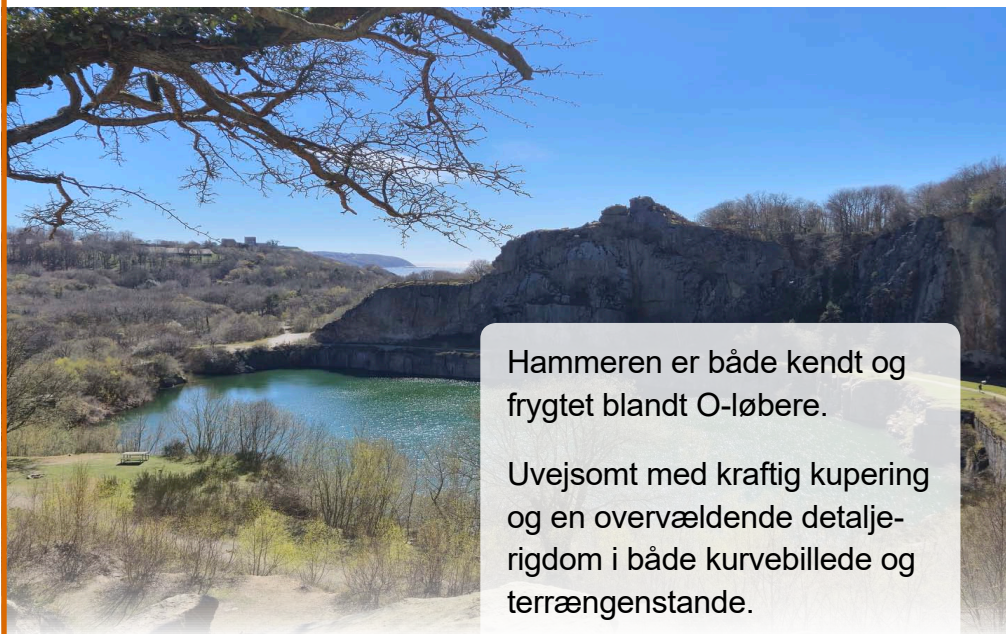 Hammeren er både kendt og
frygtet blandt O-løbere.
Uvejsomt med kraftig kupering
og en overvældende detalje-
rigdom i både kurvebillede og
terrængenstande.